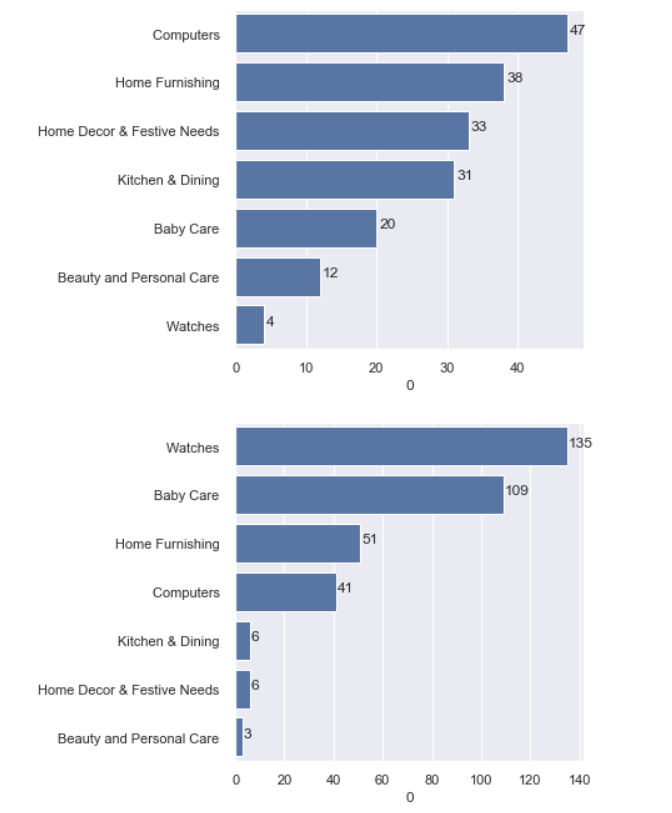 Computers 47
Home Furnishing 38
Home Decor & Festive Needs 33
Kitchen & Dining 31
Baby Care 20
Beauty and Personal Care 12
Watches 4
0 10 20 30 40
0
Watches 135
Baby Care 109
Home Furnishing 51
Computers 41
Kitchen & Dining 6
Home Decor & Festive Needs 6
Beauty and Personal Care 3
0 20 40 60 80 100 120 140
0